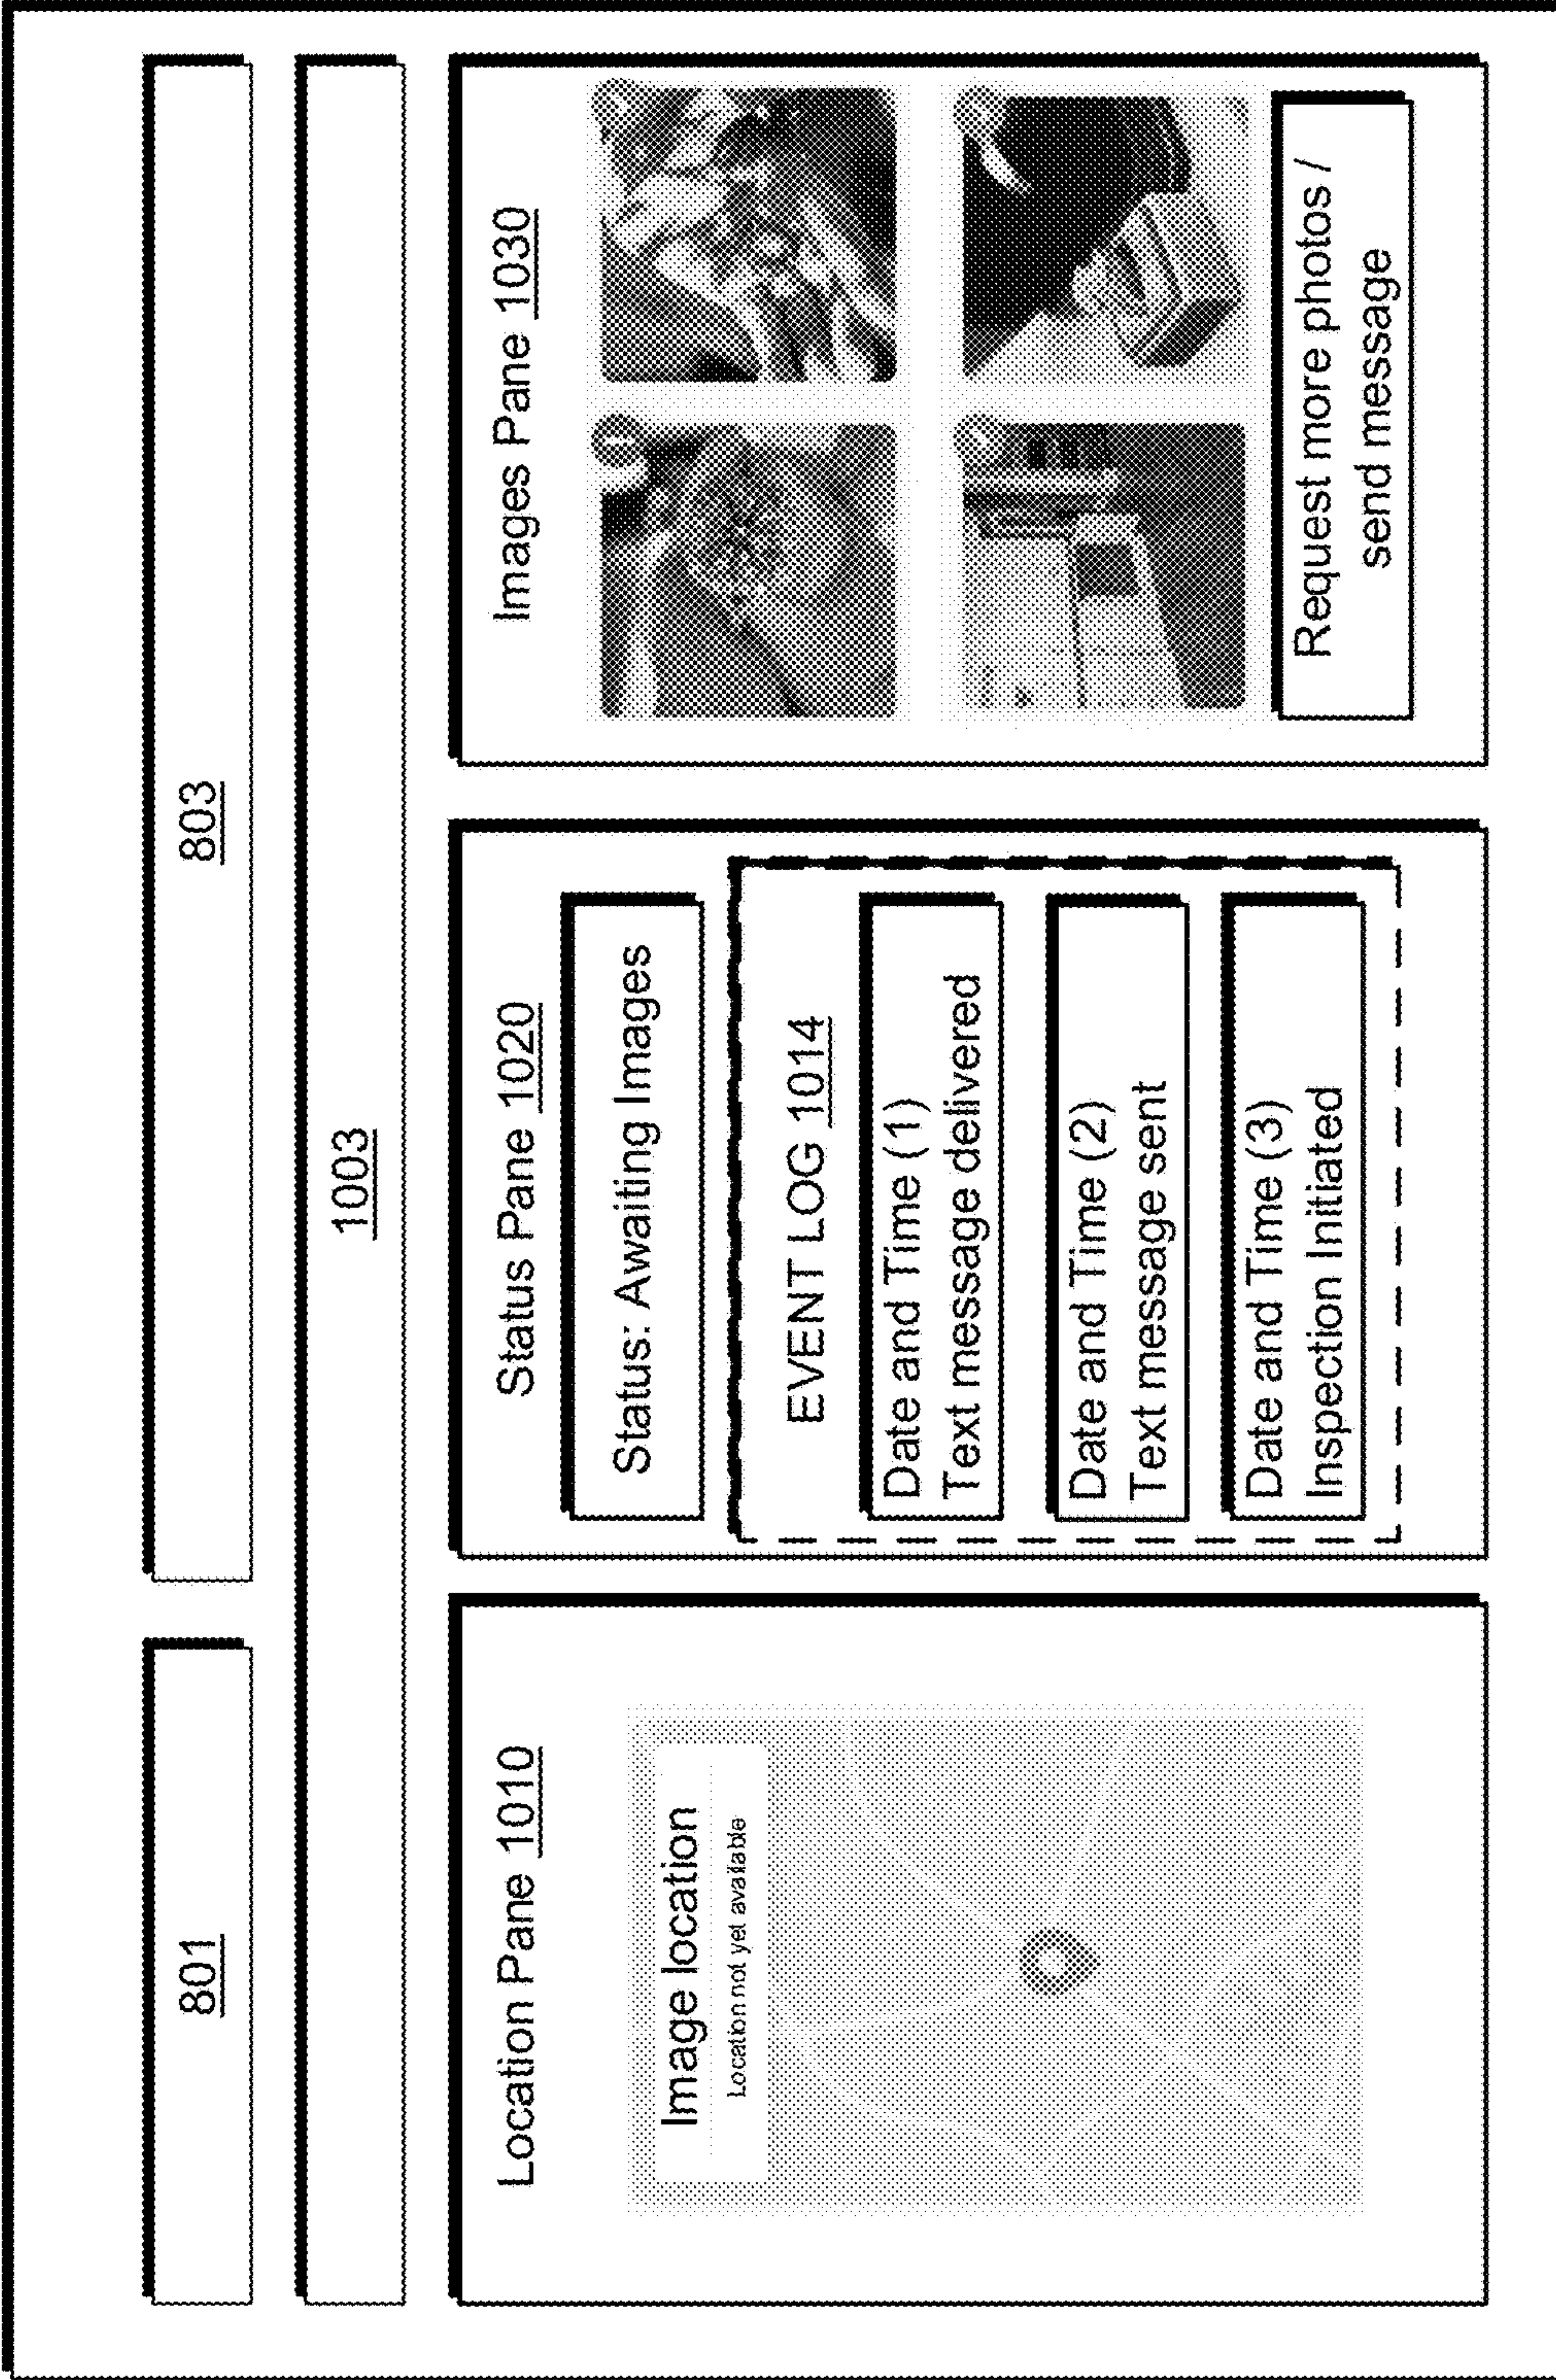 801
803
1003
Location Pane 1010
Image location
Location not yet available
Status Pane 1020
Status: Awaiting Images
EVENT LOG 1014
Date and Time (1)
Text message delivered
Date and Time (2)
Text message sent
Date and Time (3)
Inspection Initiated
Images Pane 1030
Request more photos /
send message